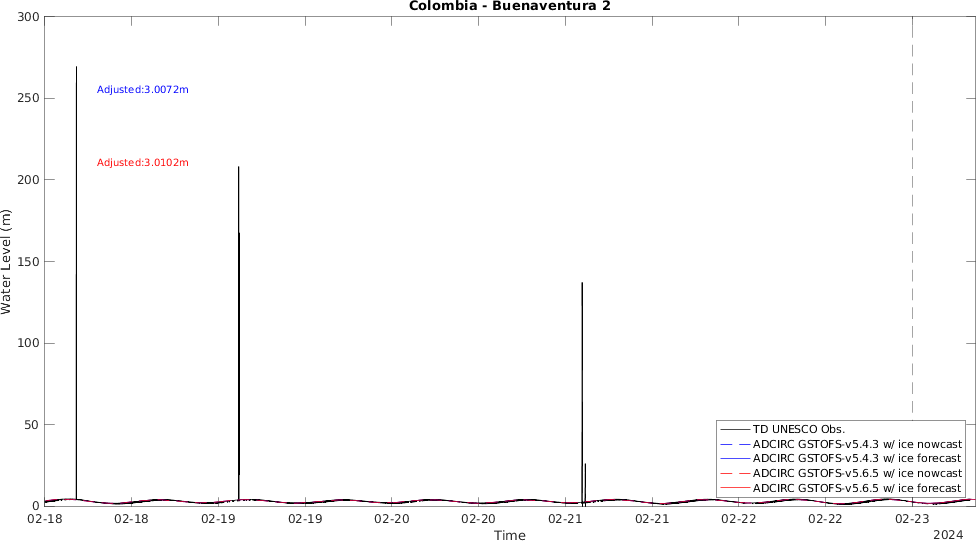 Colombia - Buenaventura 2
300
250
200
150
100
50
0
Water Level (m)
Adjusted:3.0072m
Adjusted:3.0102m
TD UNESCO Obs.
ADCIRC GSTOFS-v5.4.3 w/ ice nowcast
ADCIRC GSTOFS-v5.4.3 w/ ice forecast
ADCIRC GSTOFS-v5.6.5 w/ ice nowcast
ADCIRC GSTOFS-v5.6.5 w/ ice forecast
02-18 02-18 02-19 02-19 02-20 02-20 02-21 02-21 02-22 02-22 02-23
Time
2024